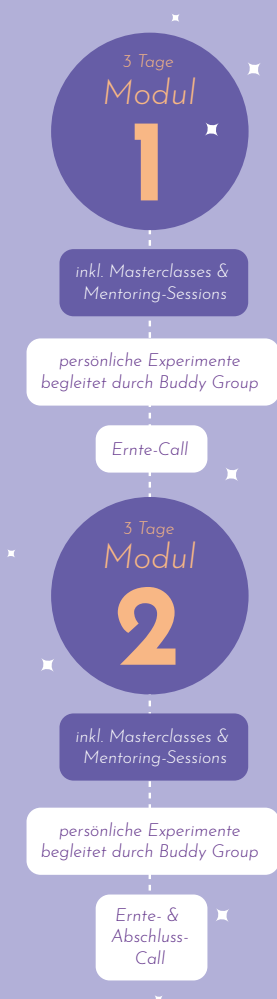 3 Tage
Modul
1
inkl. Masterclasses &
Mentoring-Sessions
persönliche Experimente
begleitet durch Buddy Group
Ernte-Call
3 Tage
Modul
2
inkl. Masterclasses &
Mentoring-Sessions
persönliche Experimente
begleitet durch Buddy Group
Ernte- &
Abschluss-
Call